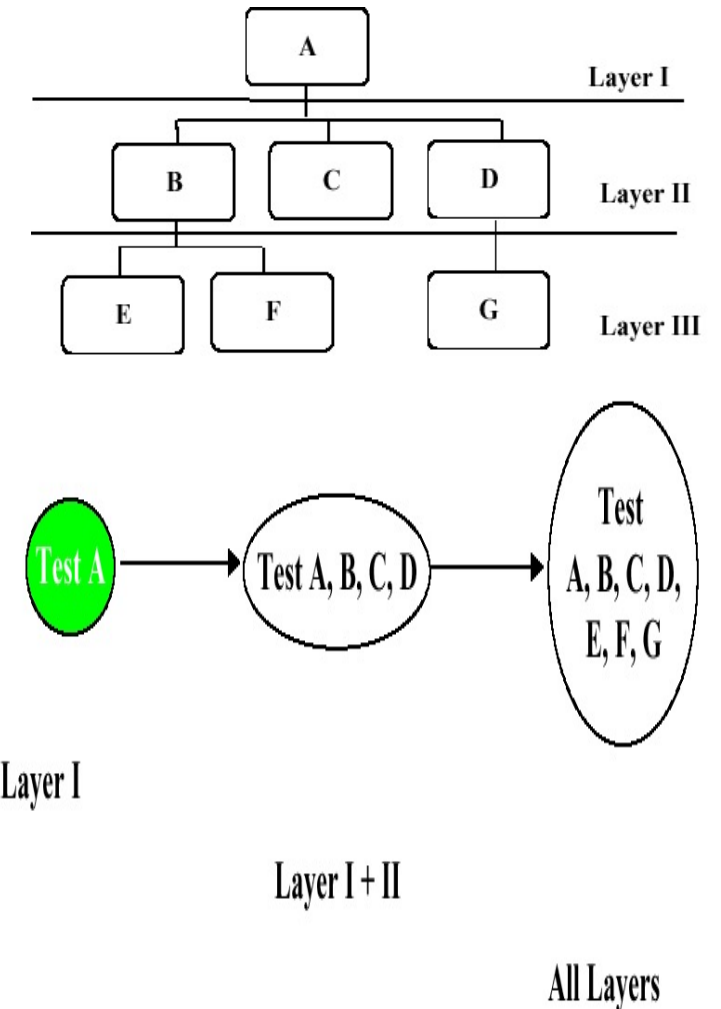 A
Layer I
B
C
D
Layer II
E
F
G
Layer III
Test A
Test A, B, C, D
Test
A, B, C, D,
E, F, G
Layer I
Layer I + II
All Layers